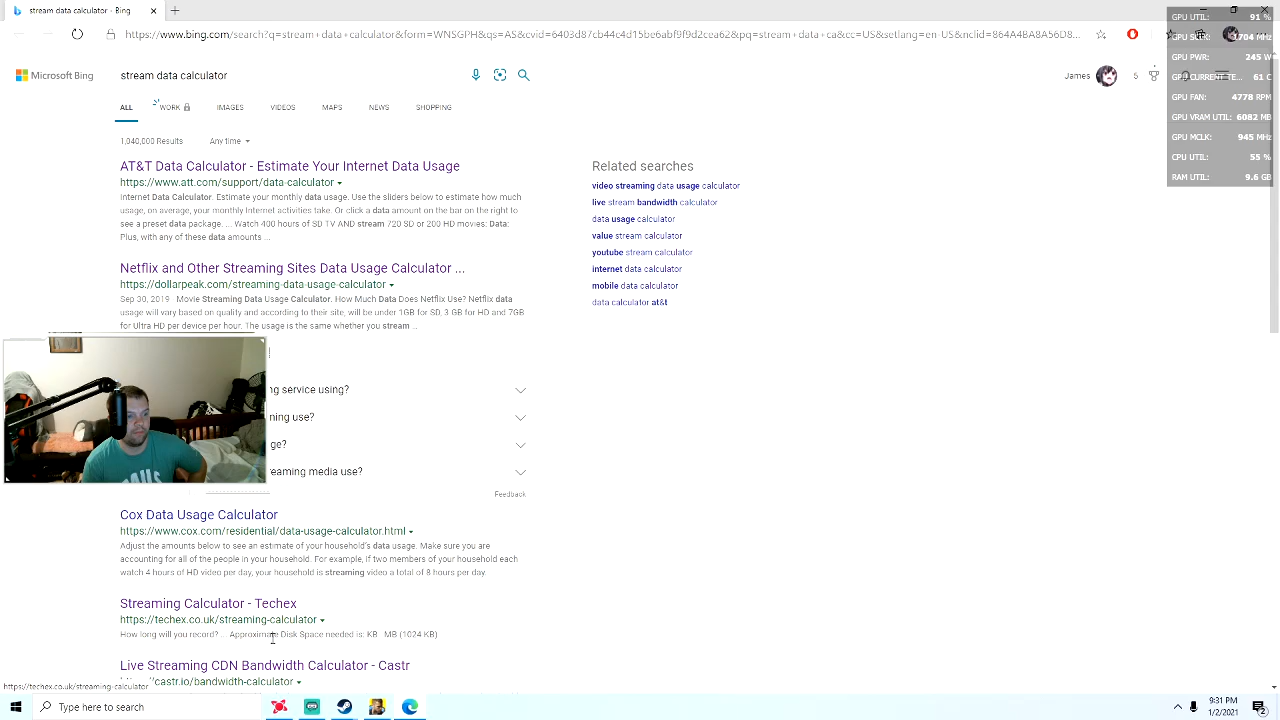 stream data calculator - Bing
https://www.bing.com/search?q=stream+data+calculator&form=WNSGPH&qs=AS&cvid=6403d87cb44c4d15be6abf9f9d2cea62&pq=stream+data+ca&cc=US&setlang=en-US&nclid=864A4BA8A56D8...
GPU UTIL: 91 %
GPU SCLK: 1704 MHz
GPU PWR: 245 W
GPU CURRENT TE... 61 C
GPU FAN: 4778 RPM
GPU VRAM UTIL: 6082 MB
GPU MCLK: 945 MHz
CPU UTIL: 55 %
RAM UTIL: 9.6 GB
Microsoft Bing
stream data calculator
James
5
ALL WORK IMAGES VIDEOS MAPS NEWS SHOPPING
1,040,000 Results Any time
AT&T Data Calculator - Estimate Your Internet Data Usage
https://www.att.com/support/data-calculator
Internet Data Calculator. Estimate your monthly data usage. Use the sliders below to estimate how much
usage, on average, your monthly Internet activities take. Or click a data amount on the bar on the right to
see a preset data package. ... Watch 400 hours of SD TV AND stream 720 SD or 200 HD movies: Data:
Plus, with any of these data amounts ...
Netflix and Other Streaming Sites Data Usage Calculator ...
https://dollarpeak.com/streaming-data-usage-calculator
Sep 30, 2019 Movie Streaming Data Usage Calculator. How Much Data Does Netflix Use? Netflix data
usage will vary based on quality and according to their site, will be under 1GB for SD, 3 GB for HD and 7GB
for Ultra HD per device per hour. The usage is the same whether you stream ...
ng service using?
ning use?
ge?
eaming media use?
Feedback
Cox Data Usage Calculator
https://www.cox.com/residential/data-usage-calculator.html
Adjust the amounts below to see an estimate of your household's data usage. Make sure you are
accounting for all of the people in your household. For example, if two members of your household each
watch 4 hours of HD video per day, your household is streaming video a total of 8 hours per day.
Streaming Calculator - Techex
https://techex.co.uk/streaming-calculator
How long will you record? ... Approximate Disk Space needed is: KB MB (1024 KB)
Live Streaming CDN Bandwidth Calculator - Castr
castr.io/bandwidth-calculator
Related searches
video streaming data usage calculator
live stream bandwidth calculator
data usage calculator
value stream calculator
youtube stream calculator
internet data calculator
mobile data calculator
data calculator at&t
https://techex.co.uk/streaming-calculator
Type here to search
9:31 PM
1/2/2021
2